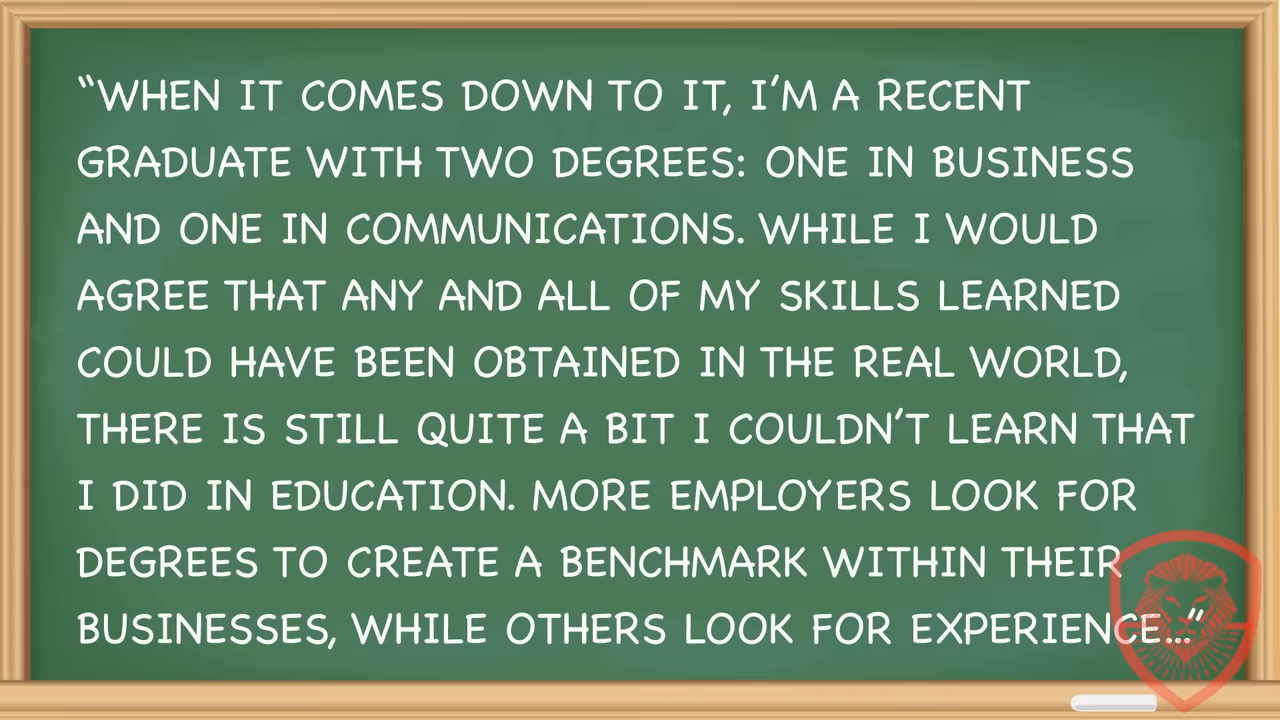 “WHEN IT COMES DOWN TO IT, I’M A RECENT
GRADUATE WITH TWO DEGREES: ONE IN BUSINESS
AND ONE IN COMMUNICATIONS. WHILE I WOULD
AGREE THAT ANY AND ALL OF MY SKILLS LEARNED
COULD HAVE BEEN OBTAINED IN THE REAL WORLD,
THERE IS STILL QUITE A BIT I COULDN’T LEARN THAT
I DID IN EDUCATION. MORE EMPLOYERS LOOK FOR
DEGREES TO CREATE A BENCHMARK WITHIN THEIR
BUSINESSES, WHILE OTHERS LOOK FOR EXPERIENCE...”